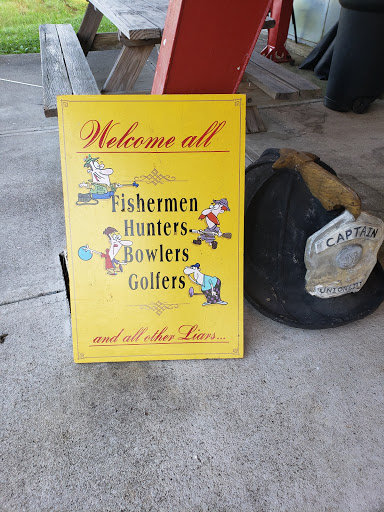 Welcome all
Fishermen
Hunters
Bowlers
Golfers
and all other Liars...
CAPTAIN